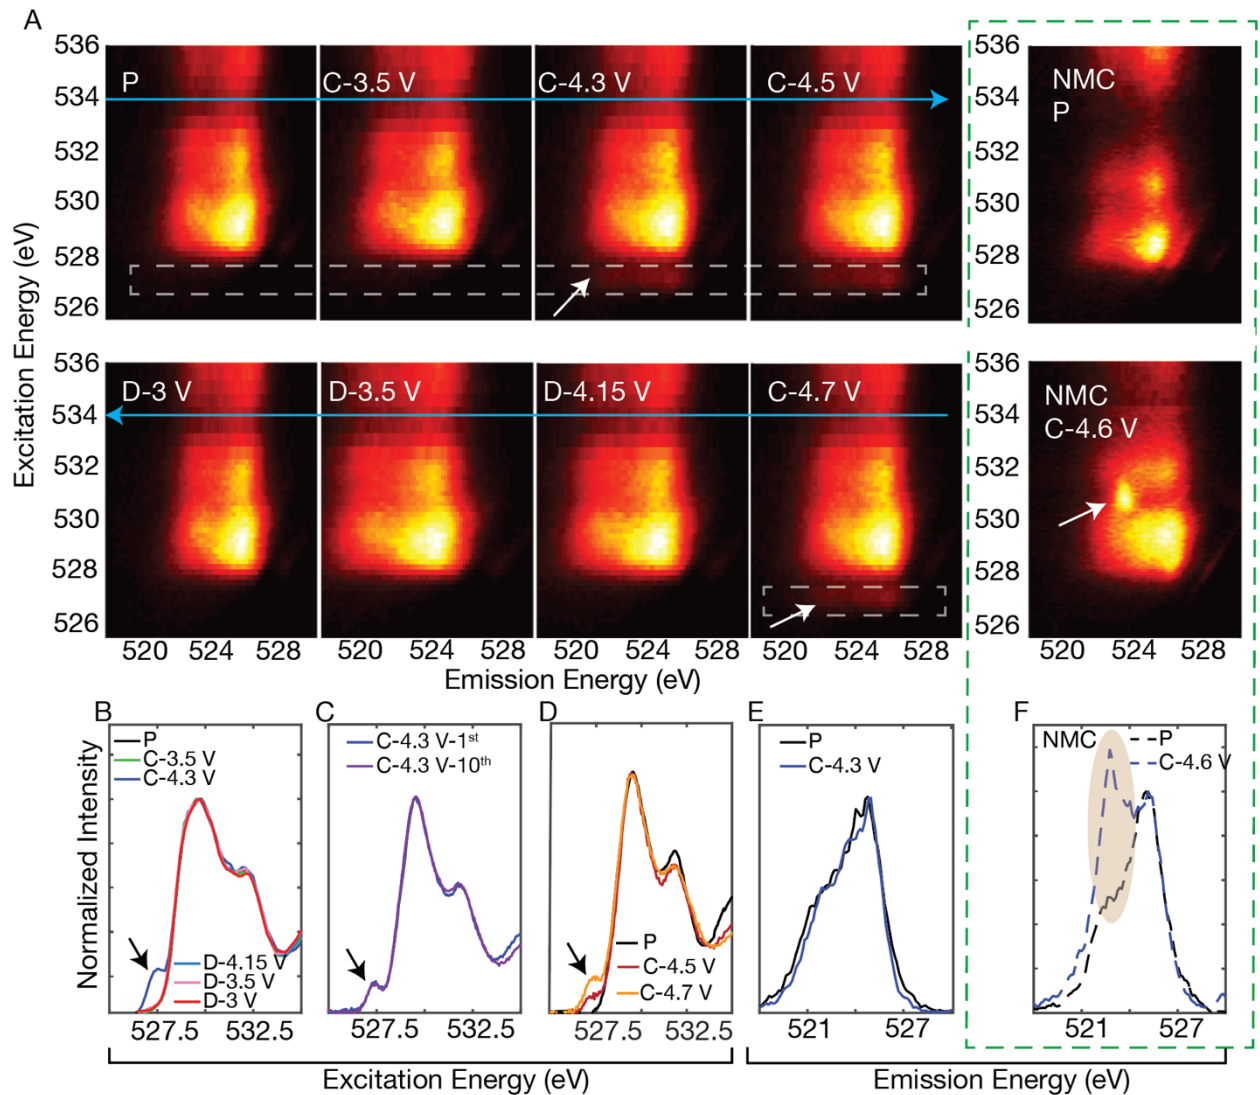 A
536
534
532
530
528
526
P
C-3.5 V
C-4.3 V
C-4.5 V
536
534
532
530
528
526
NMC
P
Excitation Energy (eV)
536
534
532
530
528
526
D-3 V
D-3.5 V
D-4.15 V
C-4.7 V
536
534
532
530
528
526
NMC
C-4.6 V
520 524 528
520 524 528
520 524 528
520 524 528
520 524 528
Emission Energy (eV)
Normalized Intensity
B
P
C-3.5 V
C-4.3 V
D-4.15 V
D-3.5 V
D-3 V
527.5 532.5
C
C-4.3 V-1st
C-4.3 V-10th
527.5 532.5
D
P
C-4.5 V
C-4.7 V
527.5 532.5
E
P
C-4.3 V
521 527
F
NMC
P
C-4.6 V
521 527
Excitation Energy (eV)
Emission Energy (eV)